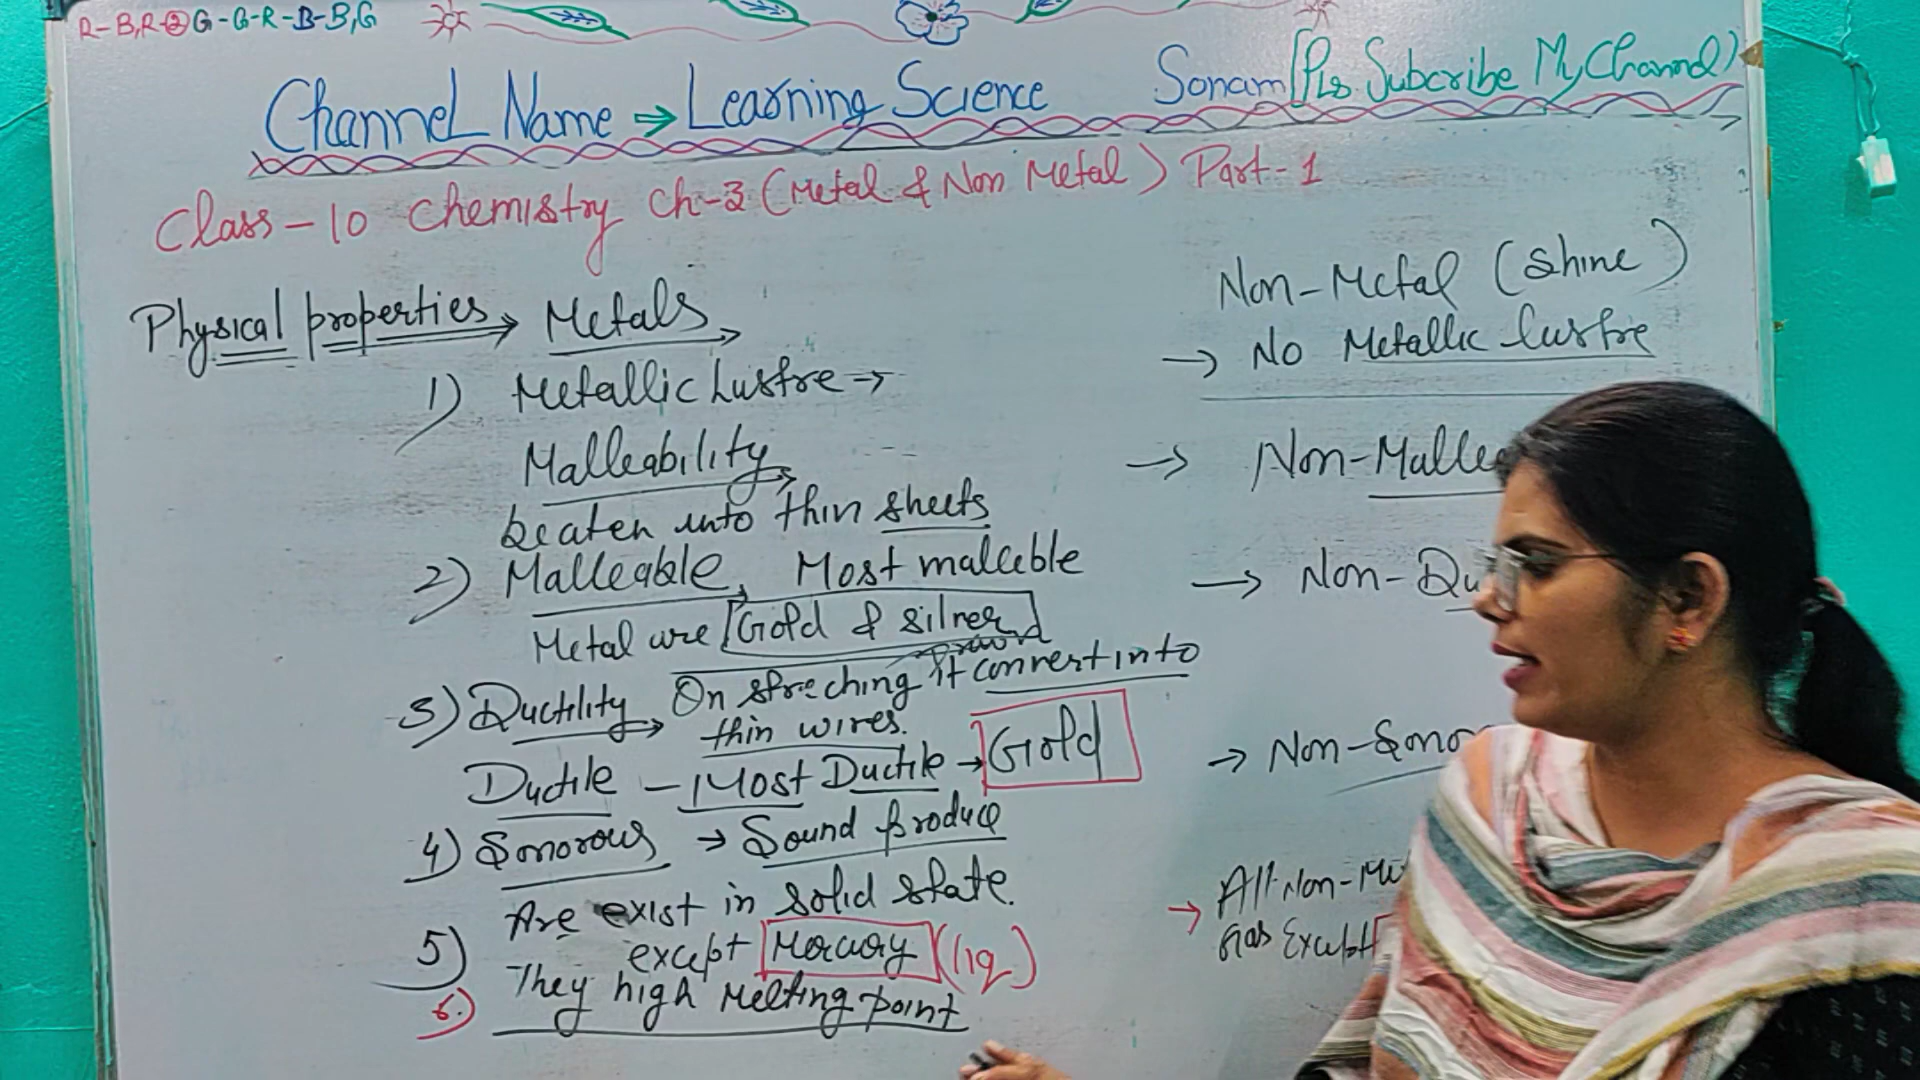 R-B,R-2 G-G-R-B-B,G
Channel Name → Learning Science Sonam (Pls Subcribe My Channel)
Class-10 Chemistry Ch-3 (Metal & Non Metal) Part-1
Physical properties → Metals
Non-Metal (Shine)
1) Metallic Lustre →
→ No Metallic lustre
Malleability →
→ Non-Mallea
beaten into thin sheets
2) Malleable, Most malleble
→ Non-Du
Metal are Gold & Silver
3) Ductility → On streching it convert into
thin wires.
Ductile - Most Ductile → Gold
→ Non-Sono
4) Sonorous → Sound produce
5) Are exist in solid state.
except Mercury (liq)
→ All Non-Me
Gas Except
6.) They high melting point